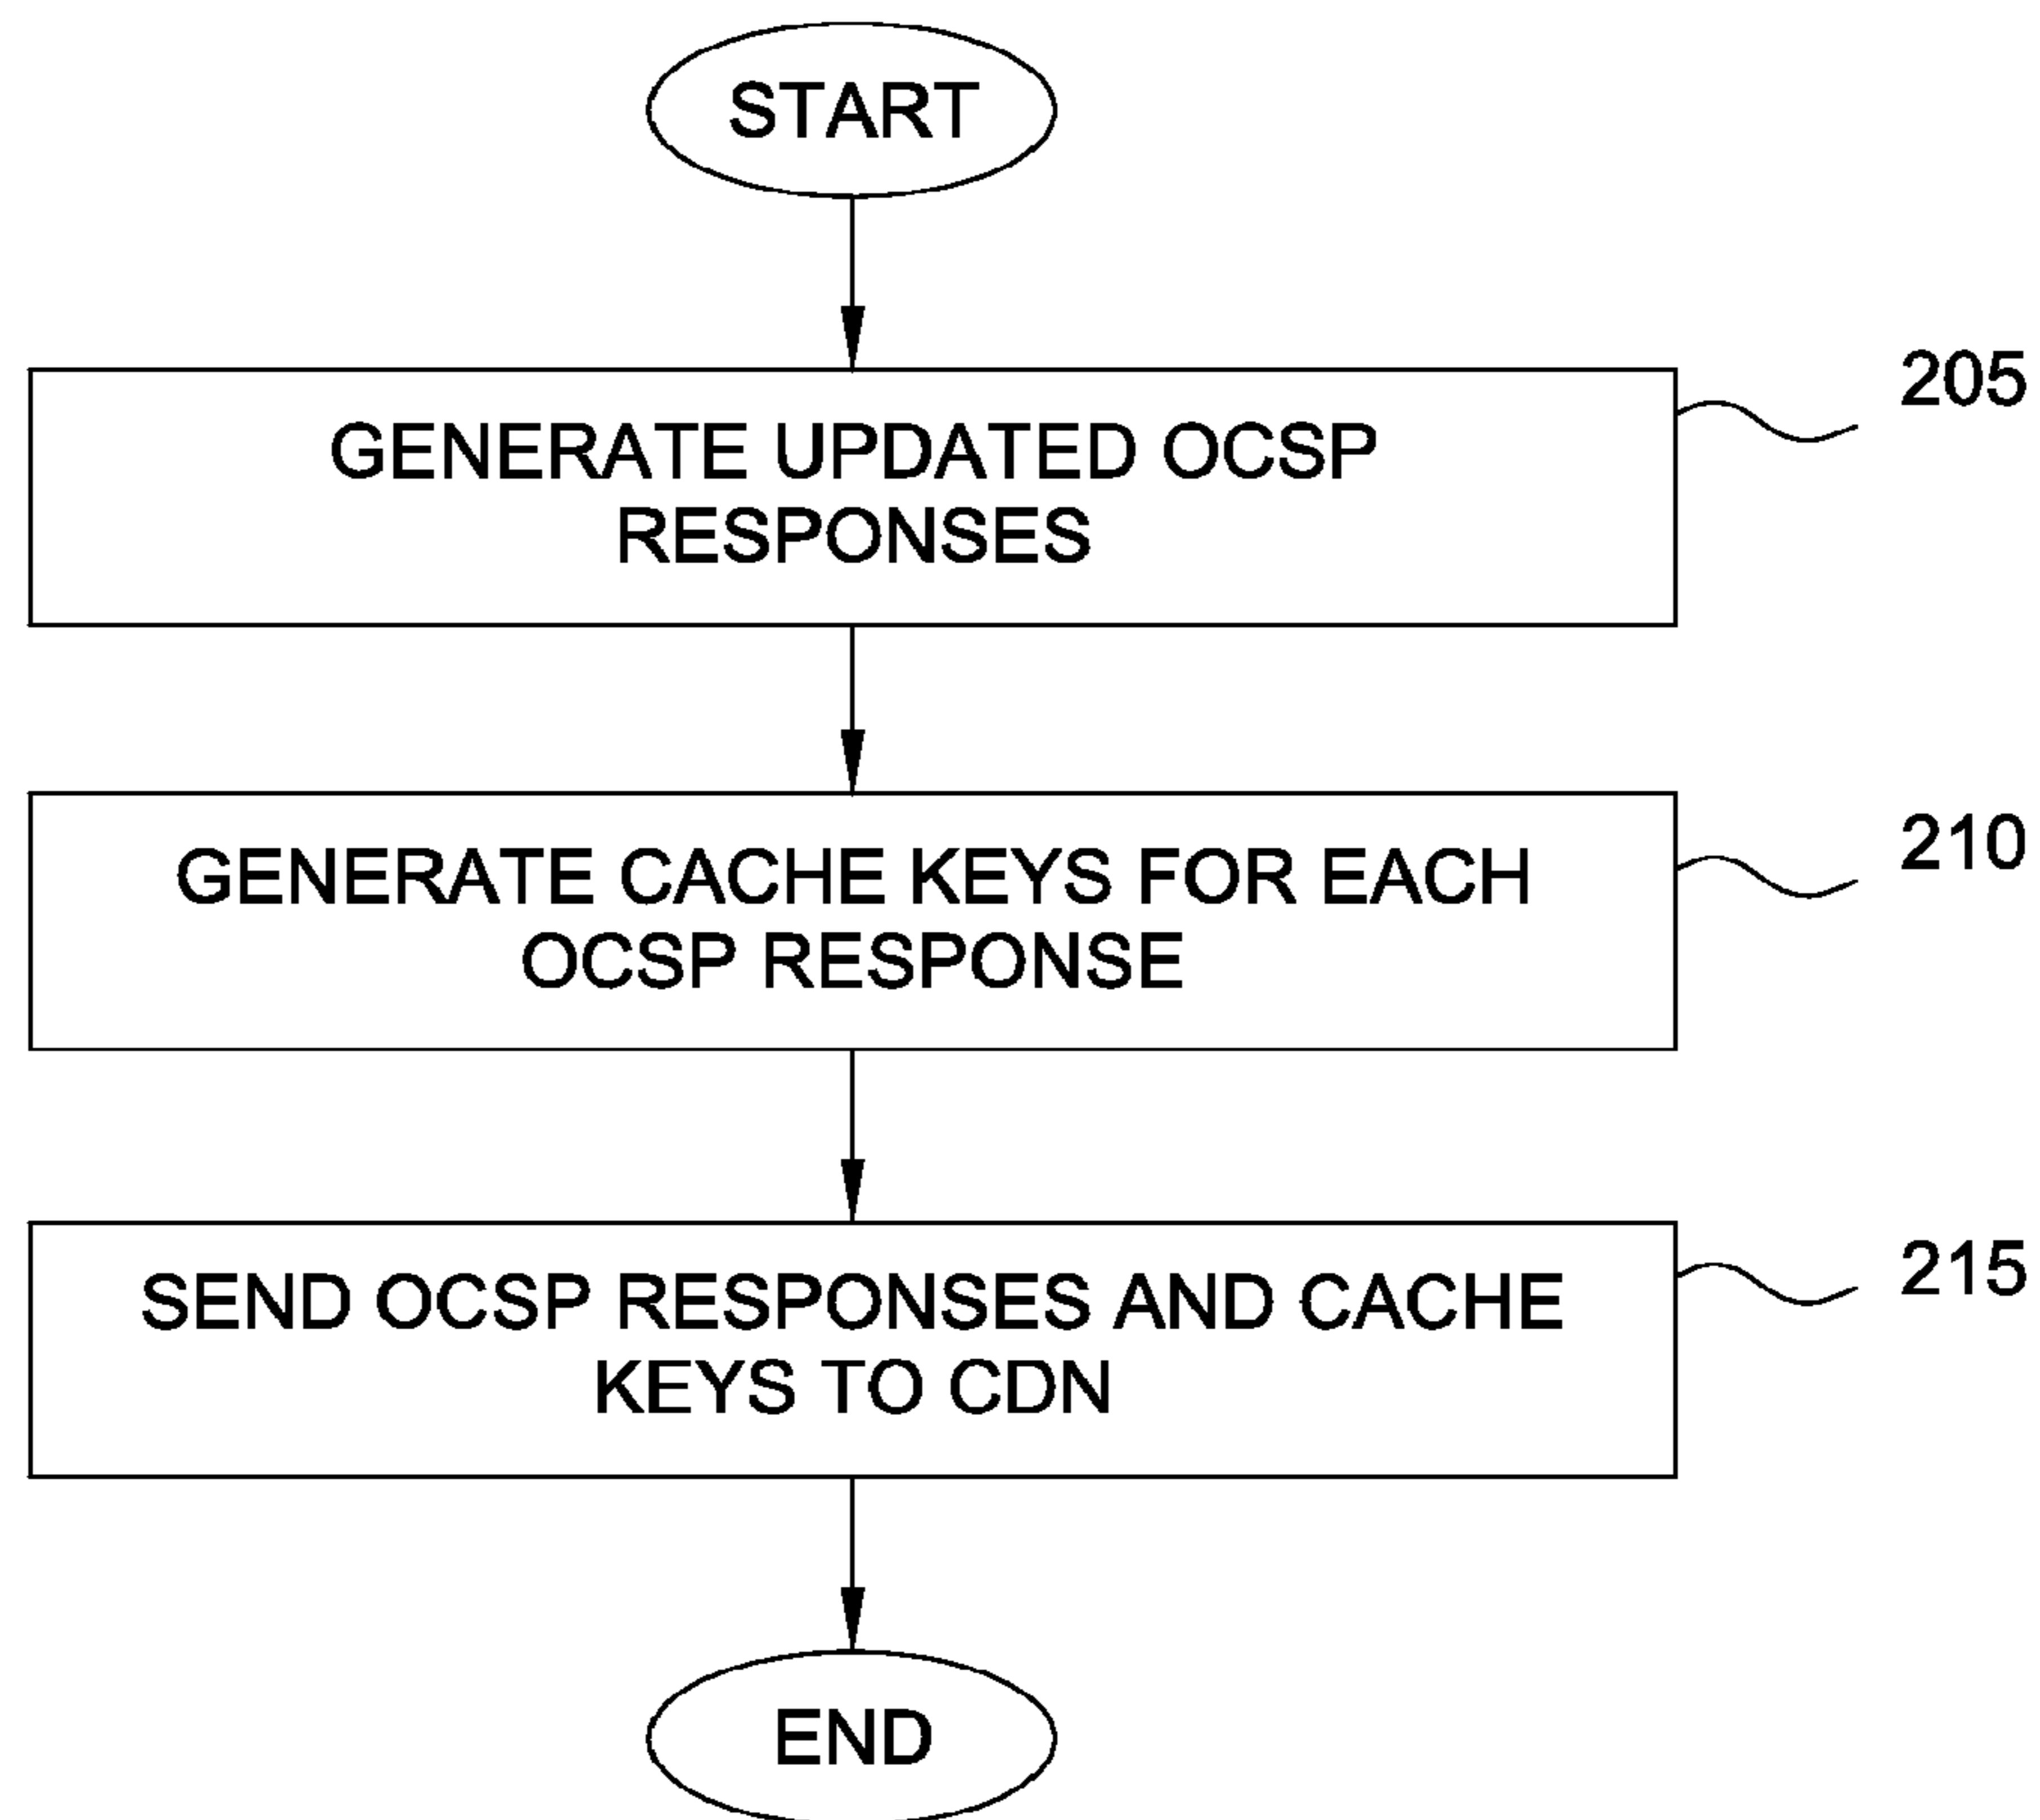 START
205
GENERATE UPDATED OCSP
RESPONSES
210
GENERATE CACHE KEYS FOR EACH
OCSP RESPONSE
215
SEND OCSP RESPONSES AND CACHE
KEYS TO CDN
END